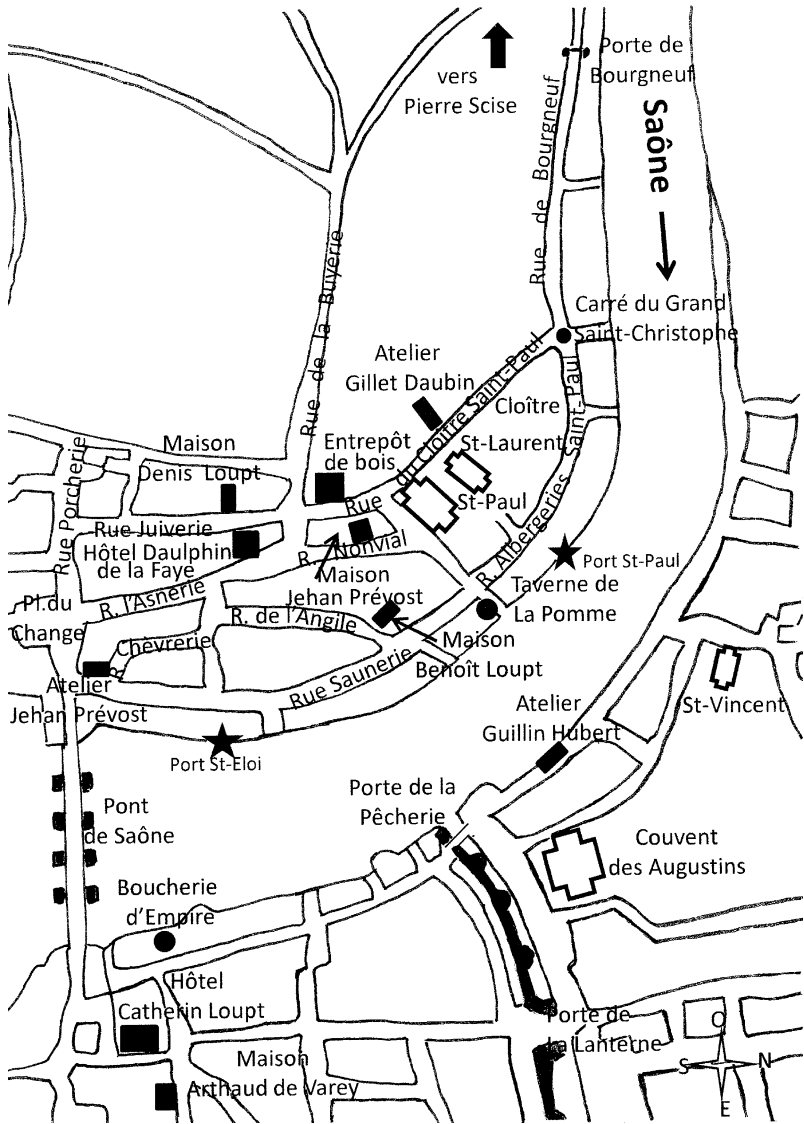 vers
Pierre Scise
Porte de
Bourgneuf
Saône
Rue de Bourgneuf
Rue de la Buyerie
Carré du Grand
Saint-Christophe
Atelier
Gillet Daubin
Rue du Cloître Saint-Paul
Cloître
St-Laurent
St-Paul
R. Albergeries Saint-Paul
Maison
Denis Loupt
Entrepôt
de bois
Rue Porcherie
Rue Juiverie
Hôtel Daulphin
de la Faye
R. Nonvial
Maison
Jehan Prévost
Port St-Paul
Taverne de
La Pomme
Pl.du
Change
R. l'Asnerie
R. de l'Angile
R. Chèvrerie
Maison
Benoît Loupt
Rue Saunerie
Atelier
Jehan Prévost
Port St-Eloi
Atelier
Guillin Hubert
St-Vincent
Pont
de Saône
Porte de la
Pêcherie
Couvent
des Augustins
Boucherie
d'Empire
Hôtel
Catherin Loupt
Porte de
La Lanterne
Maison
Arthaud de Varey
O
S
N
E